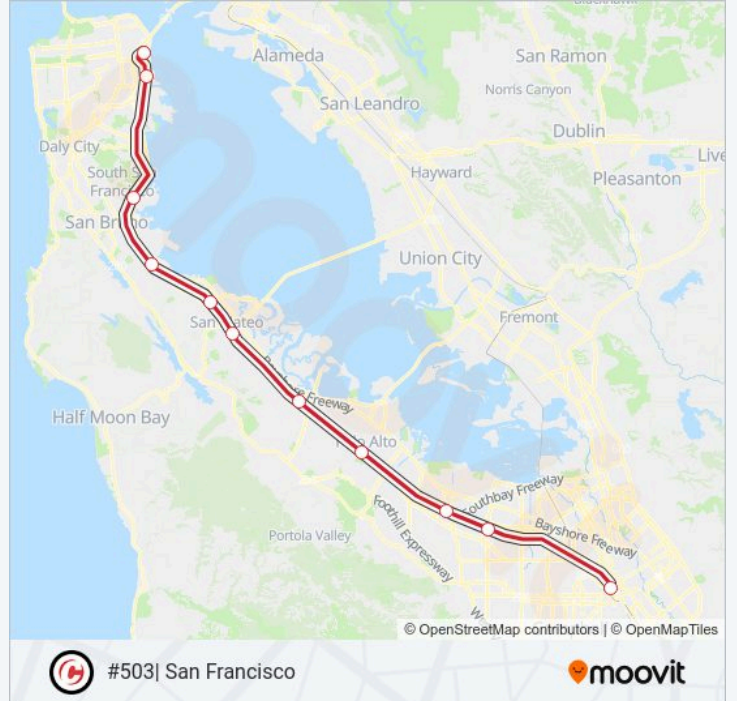 Alameda
San Ramon
Norris Canyon
San Leandro
Dublin
Daly City
Live
South S
Francisco
Hayward
Pleasanton
San Bruno
Union City
San Mateo
Fremont
Bayshore Freeway
Half Moon Bay
Palo Alto
Southbay Freeway
Foothill Expressway
Bayshore Freeway
Portola Valley
© OpenStreetMap contributors | © OpenMapTiles
#503| San Francisco
moovit